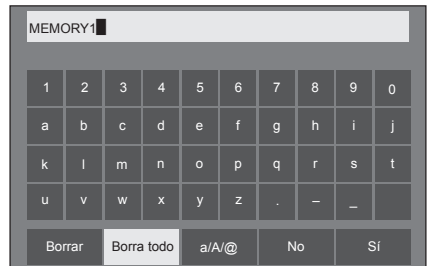 MEMORY1
1 2 3 4 5 6 7 8 9 0
a b c d e f g h i j
k l m n o p q r s t
u v w x y z . – _
Borrar Borra todo a/A/@ No Sí